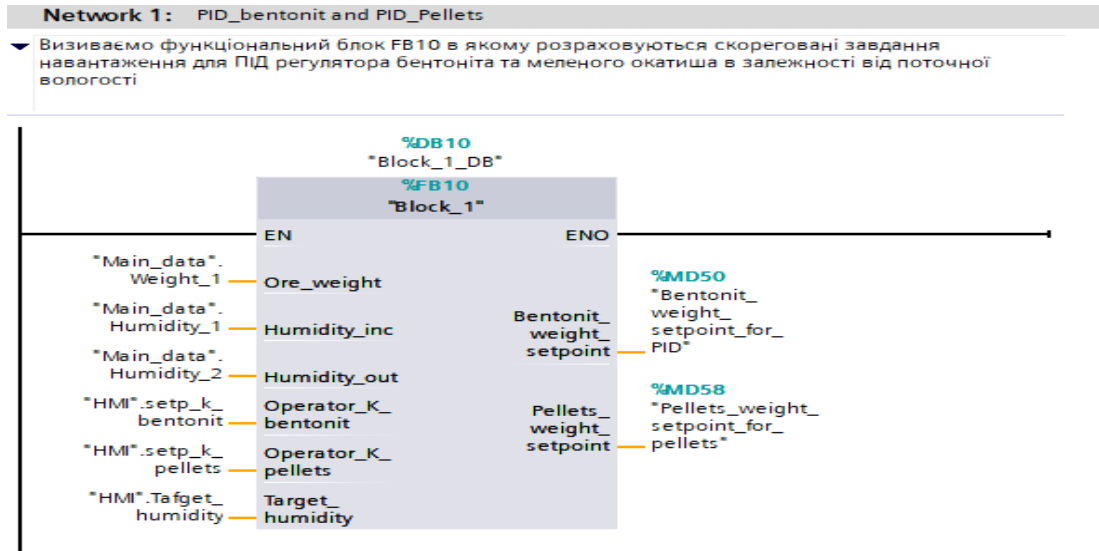 Network 1: PID_bentonit and PID_Pellets
Визиваємо функціональний блок FB10 в якому розраховуються скореговані завдання
навантаження для ПІД регулятора бентоніта та меленого окатиша в залежності від поточної
вологості
%DB10
"Block_1_DB"
%FB10
"Block_1"
EN
ENO
"Main_data".
Weight_1
Ore_weight
"Main_data".
Humidity_1
Humidity_inc
"Main_data".
Humidity_2
Humidity_out
"HMI".setp_k_
bentonit
Operator_K_
bentonit
"HMI".setp_k_
pellets
Operator_K_
pellets
"HMI".Tafget_
humidity
Target_
humidity
Bentonit_
weight_
setpoint
%MD50
"Bentonit_
weight_
setpoint_for_
PID"
Pellets_
weight_
setpoint
%MD58
"Pellets_weight_
setpoint_for_
pellets"